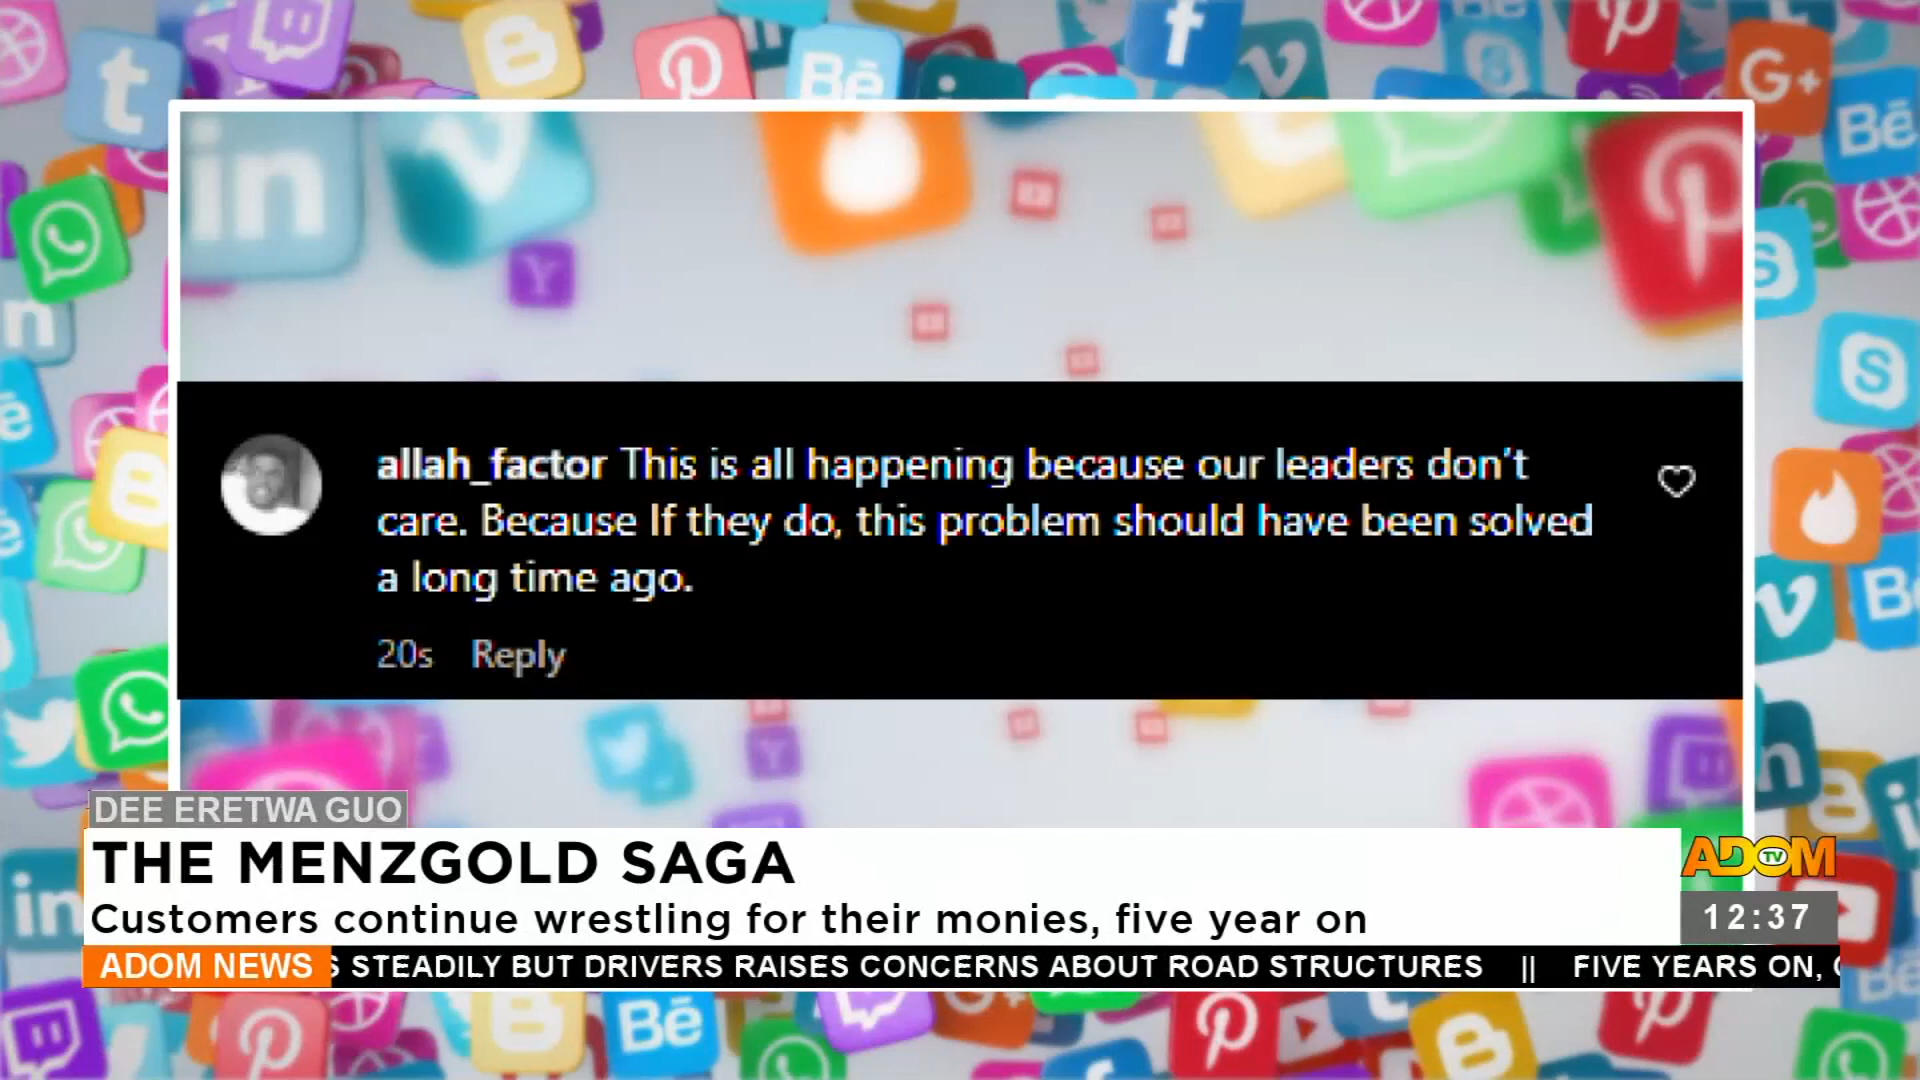 allah_factor This is all happening because our leaders don't
care. Because If they do, this problem should have been solved
a long time ago.
20s Reply
DEE ERETWA GUO
THE MENZGOLD SAGA
Customers continue wrestling for their monies, five year on
ADOM TV
12:37
ADOM NEWS
S STEADILY BUT DRIVERS RAISES CONCERNS ABOUT ROAD STRUCTURES || FIVE YEARS ON,